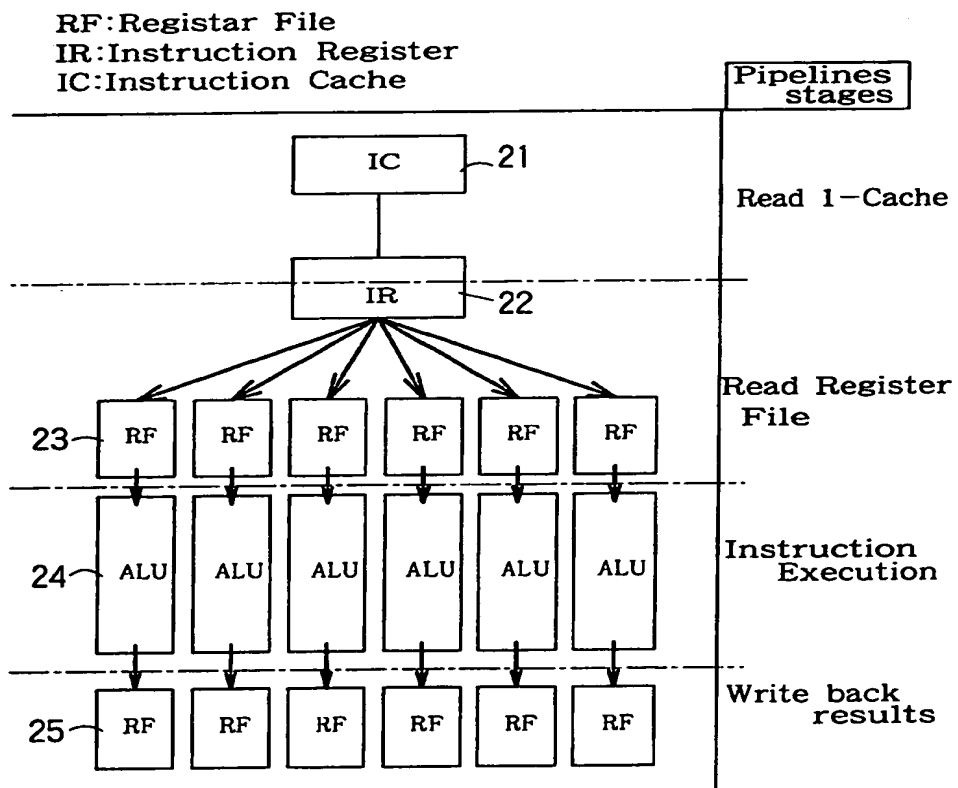 RF:Registar File
IR:Instruction Register
IC:Instruction Cache
Pipelines
stages
IC
21
Read 1-Cache
IR
22
Read Register
File
23
RF RF RF RF RF RF
24
ALU ALU ALU ALU ALU ALU
Instruction
Execution
Write back
results
25
RF RF RF RF RF RF